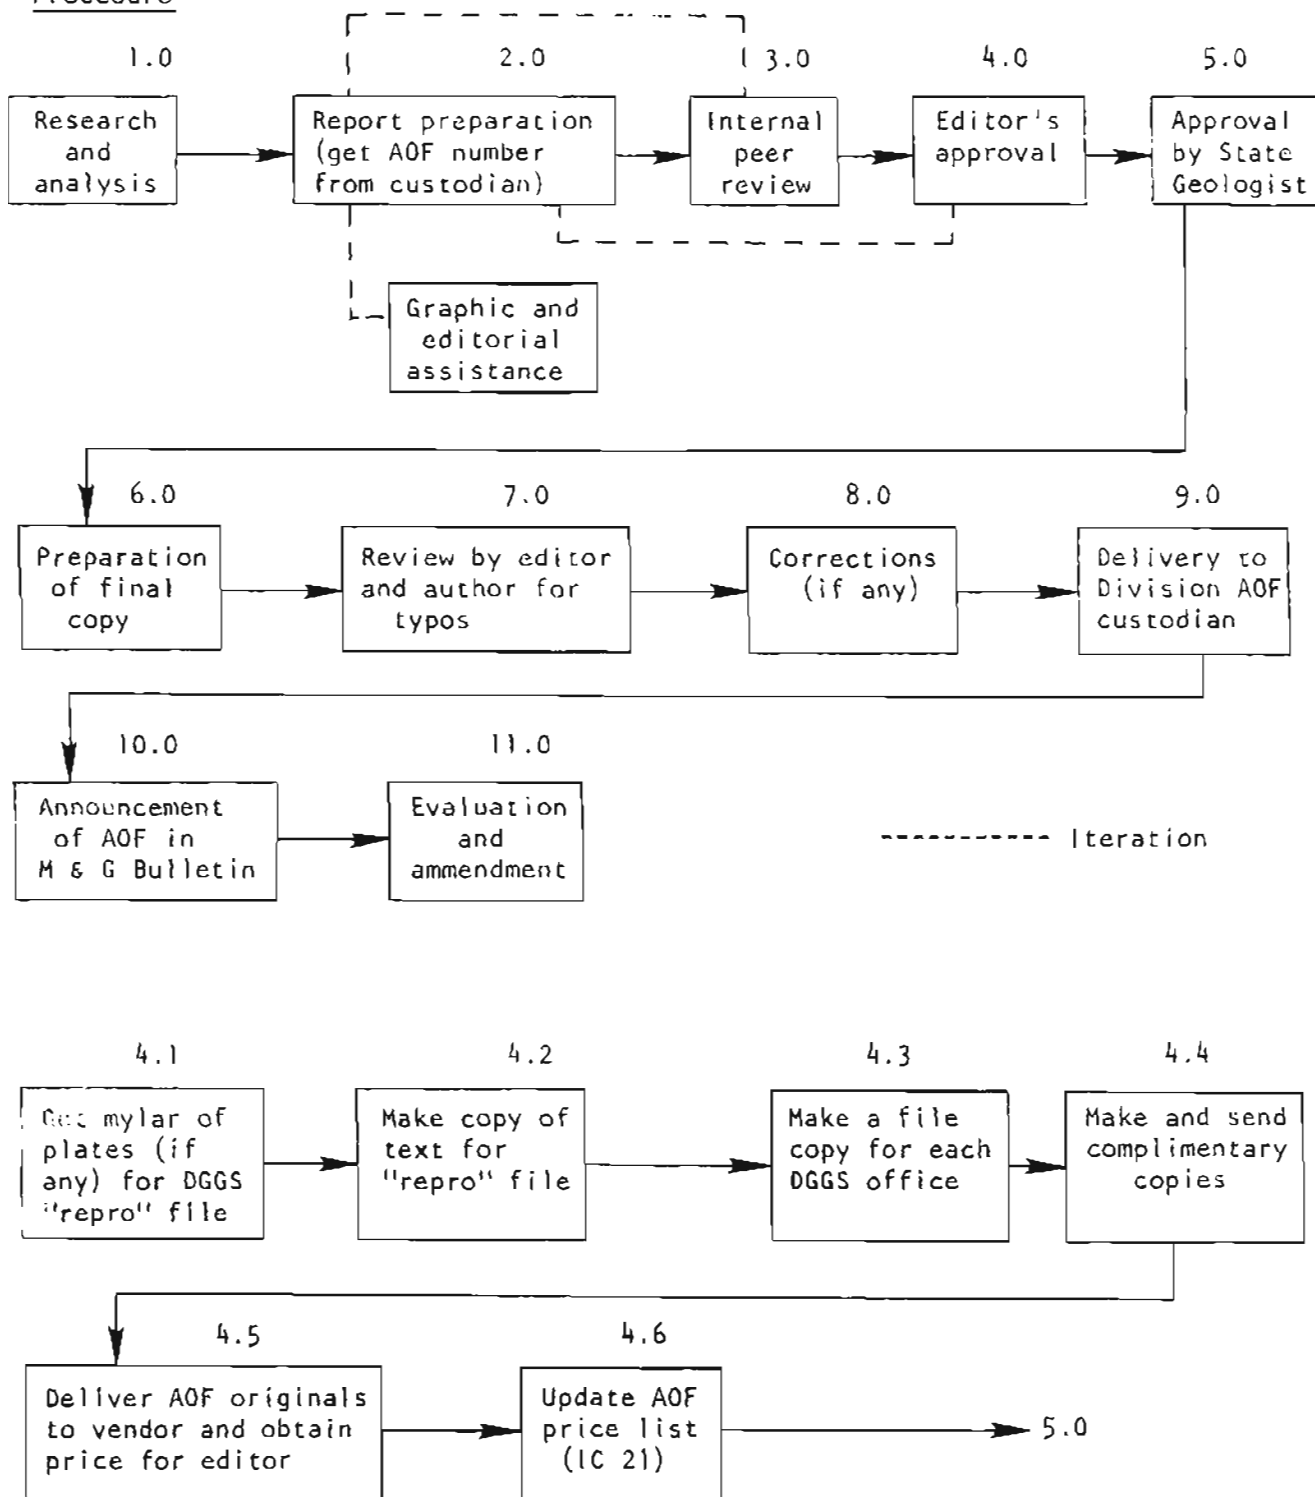 Procedure
1.0
2.0
3.0
4.0
5.0
Research
and
analysis
Report preparation
(get AOF number
from custodian)
Internal
peer
review
Editor's
approval
Approval
by State
Geologist
Graphic and
editorial
assistance
6.0
7.0
8.0
9.0
Preparation
of final
copy
Review by editor
and author for
typos
Corrections
(if any)
Delivery to
Division AOF
custodian
10.0
11.0
Announcement
of AOF in
M & G Bulletin
Evaluation
and
ammendment
Iteration
4.1
4.2
4.3
4.4
Get mylar of
plates (if
any) for DGGS
"repro" file
Make copy of
text for
"repro" file
Make a file
copy for each
DGGS office
Make and send
complimentary
copies
4.5
4.6
Deliver AOF originals
to vendor and obtain
price for editor
Update AOF
price list
(IC 21)
5.0